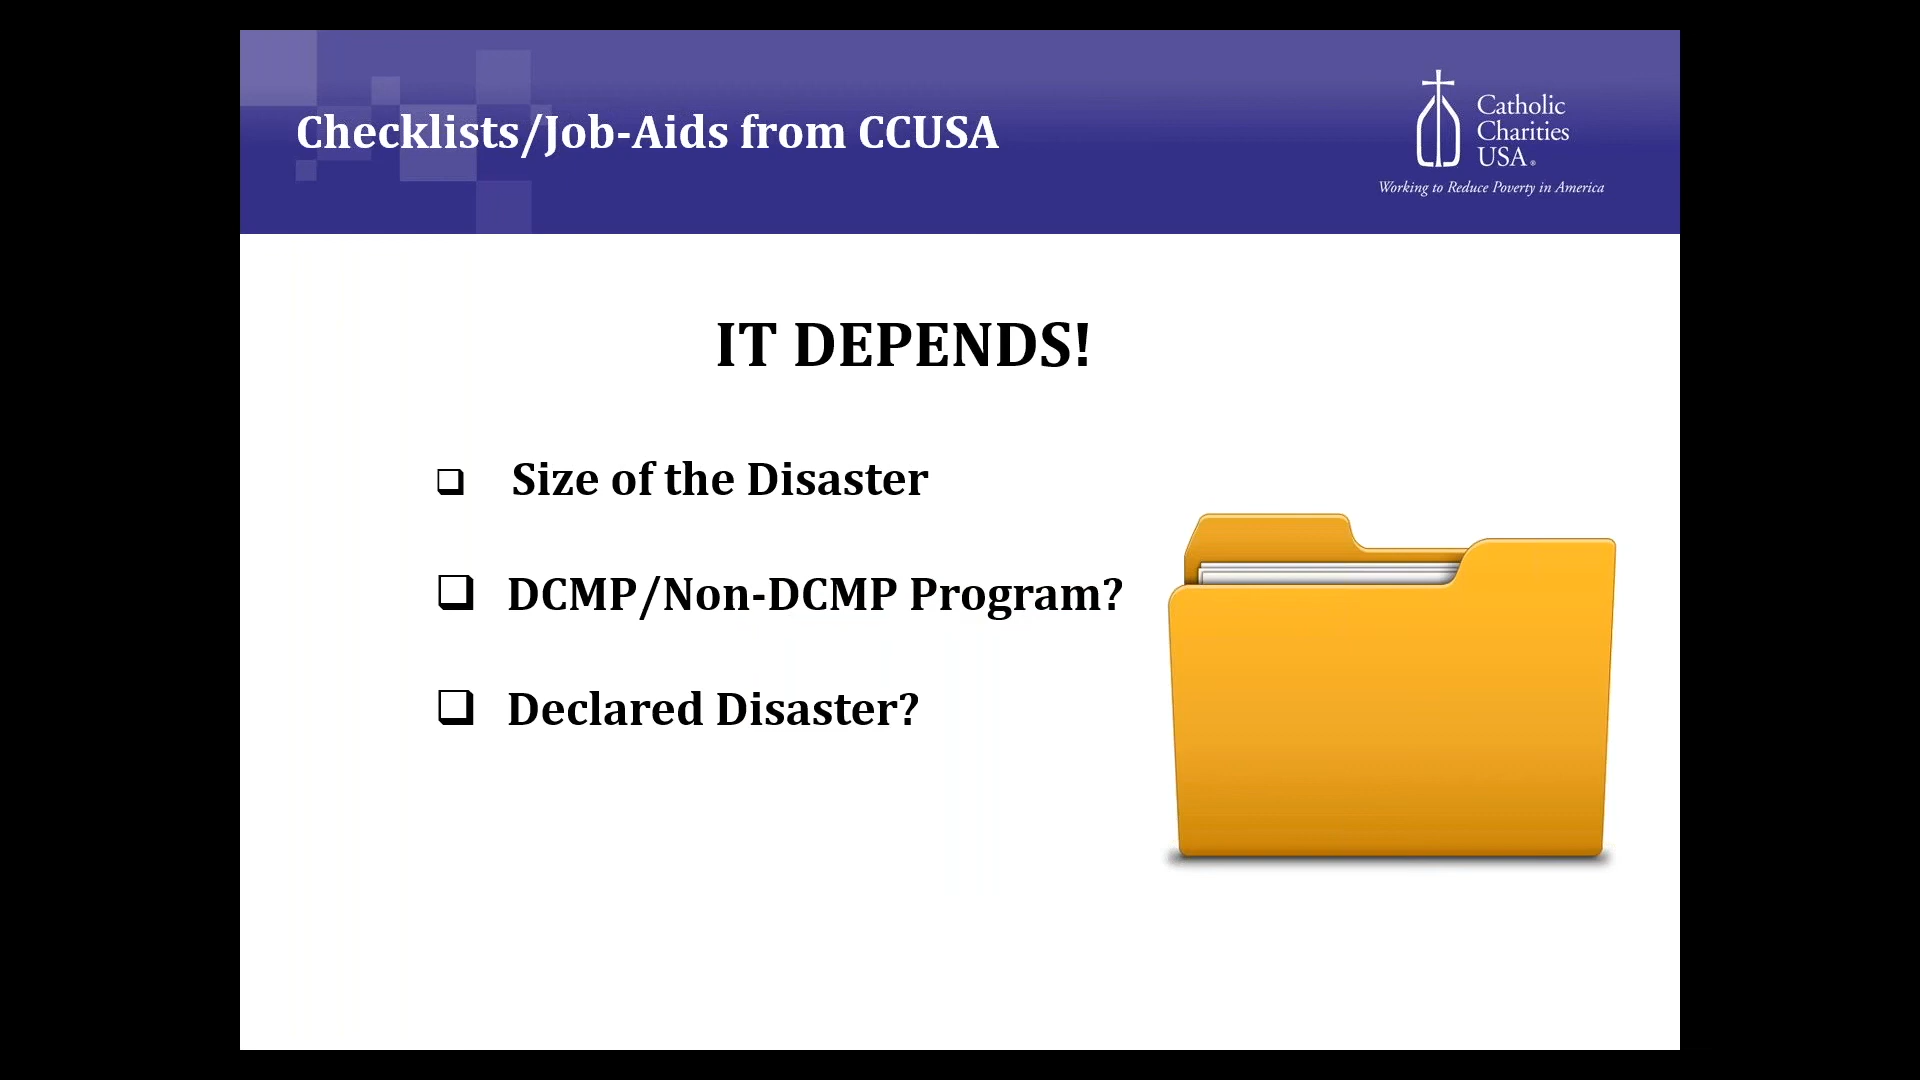 Checklists/Job-Aids from CCUSA
Catholic
Charities
USA®
Working to Reduce Poverty in America
IT DEPENDS!
Size of the Disaster
DCMP/Non-DCMP Program?
Declared Disaster?